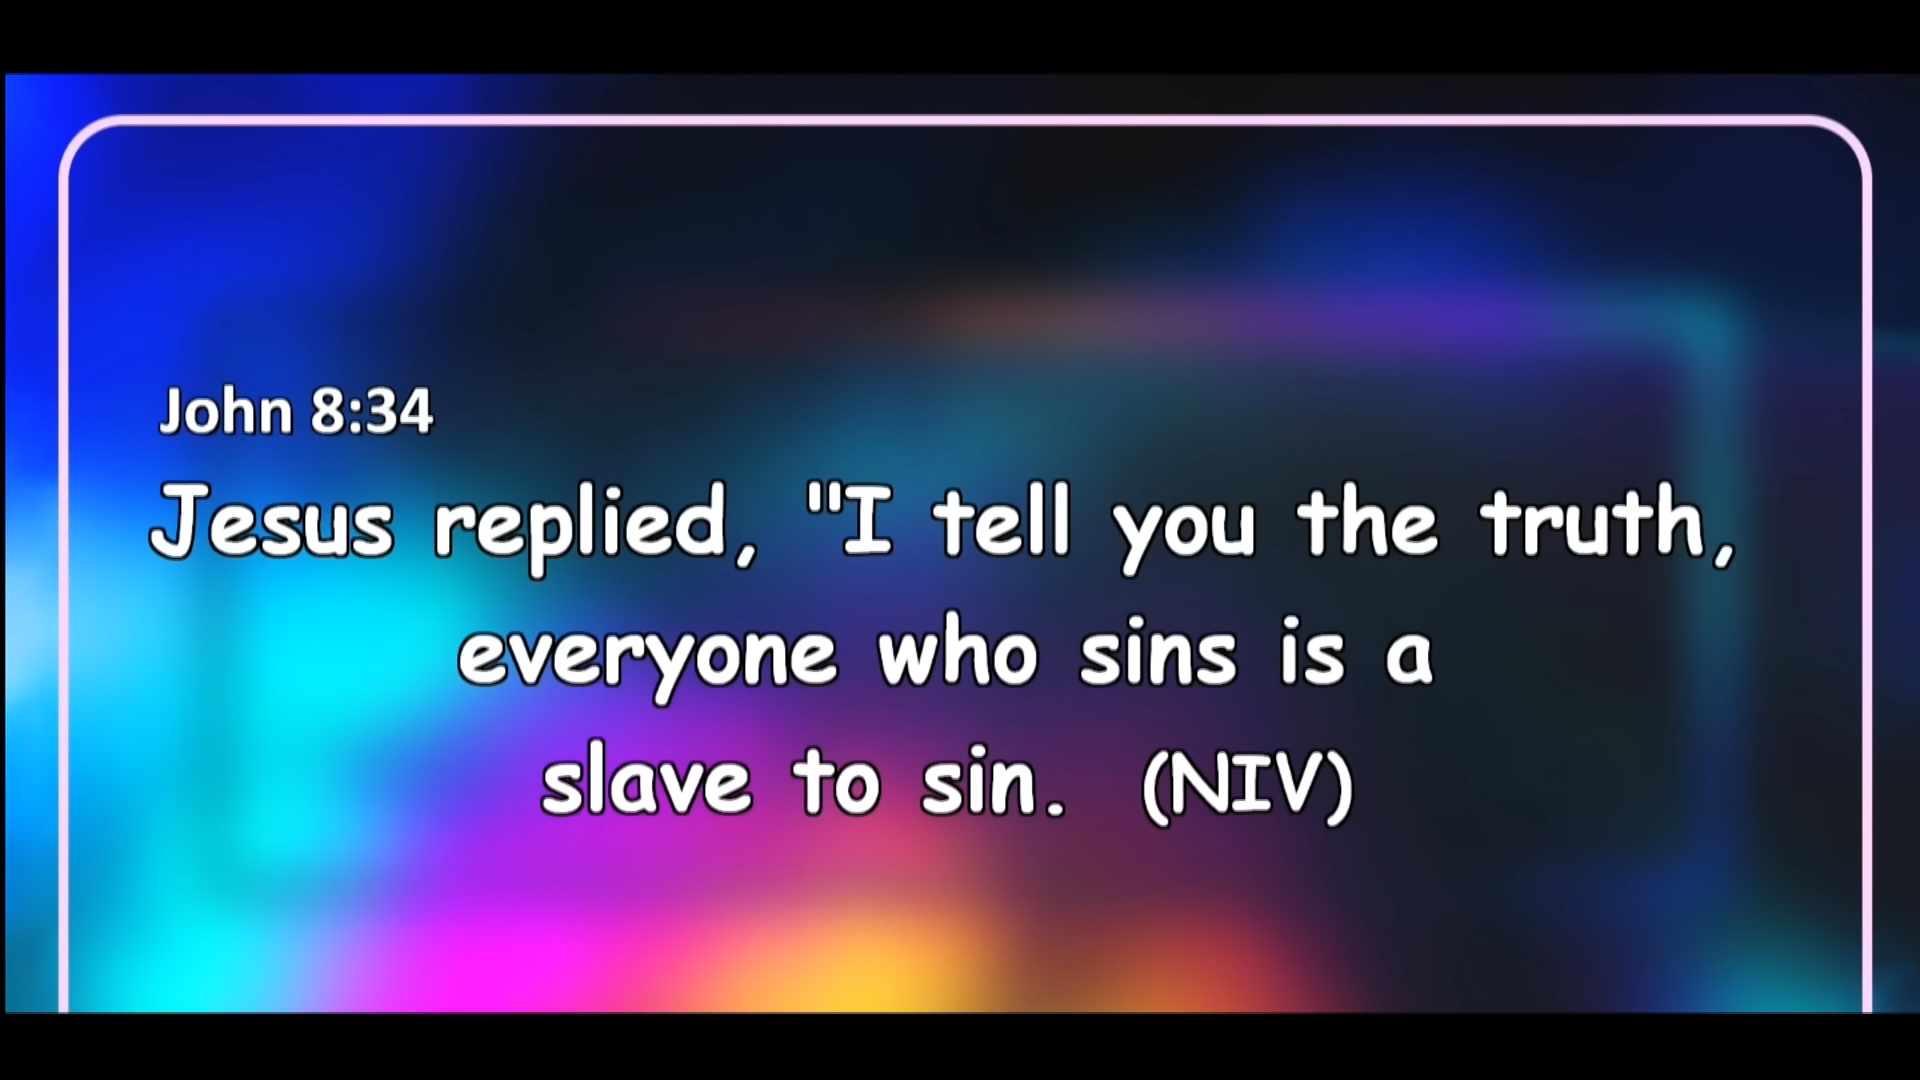 John 8:34
Jesus replied, "I tell you the truth,
everyone who sins is a
slave to sin. (NIV)